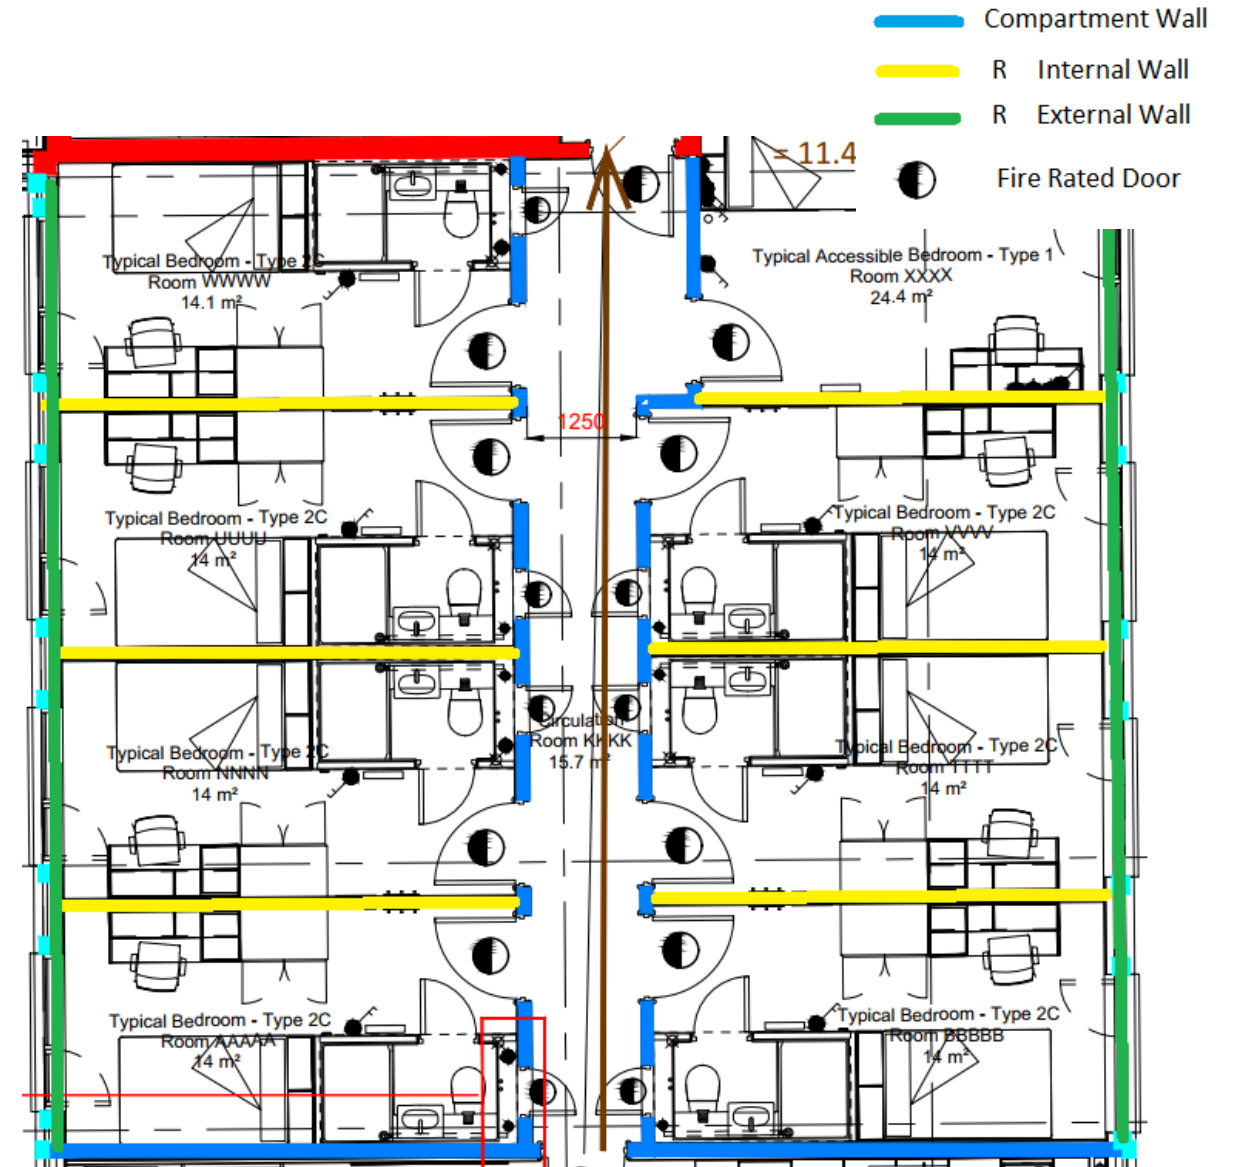 Compartment Wall
R Internal Wall
R External Wall
Fire Rated Door
= 11.4
Typical Bedroom - Type 2C
Room WWWW
14.1 m²
Typical Accessible Bedroom - Type 1
Room XXXX
24.4 m²
1250
Typical Bedroom - Type 2C
Room UUUU
14 m²
Typical Bedroom - Type 2C
Room VVVV
14 m²
Circulation
Room KKKK
15.7 m²
Typical Bedroom - Type 2C
Room NNNN
14 m²
Typical Bedroom - Type 2C
Room TTTT
14 m²
Typical Bedroom - Type 2C
Room AAAAA
14 m²
Typical Bedroom - Type 2C
Room BBBBB
14 m²